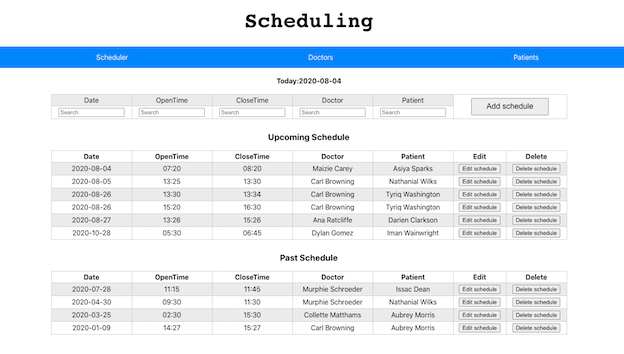 Scheduling
Scheduler Doctors Patients
Today:2020-08-04
Date OpenTime CloseTime Doctor Patient Add schedule
Search Search Search Search Search
Upcoming Schedule
Date OpenTime CloseTime Doctor Patient Edit Delete
2020-08-04 07:20 08:20 Maizie Carey Asiya Sparks Edit schedule Delete schedule
2020-08-05 13:25 13:30 Carl Browning Nathanial Wilks Edit schedule Delete schedule
2020-08-26 13:30 13:34 Carl Browning Tyriq Washington Edit schedule Delete schedule
2020-08-26 15:20 16:30 Carl Browning Tyriq Washington Edit schedule Delete schedule
2020-08-27 13:26 15:26 Ana Ratcliffe Darien Clarkson Edit schedule Delete schedule
2020-10-28 05:30 06:45 Dylan Gomez Iman Wainwright Edit schedule Delete schedule
Past Schedule
Date OpenTime CloseTime Doctor Patient Edit Delete
2020-07-28 11:15 11:45 Murphie Schroeder Issac Dean Edit schedule Delete schedule
2020-04-30 09:30 11:30 Murphie Schroeder Nathanial Wilks Edit schedule Delete schedule
2020-03-25 02:30 15:30 Collette Matthams Aubrey Morris Edit schedule Delete schedule
2020-01-09 14:27 15:27 Carl Browning Aubrey Morris Edit schedule Delete schedule